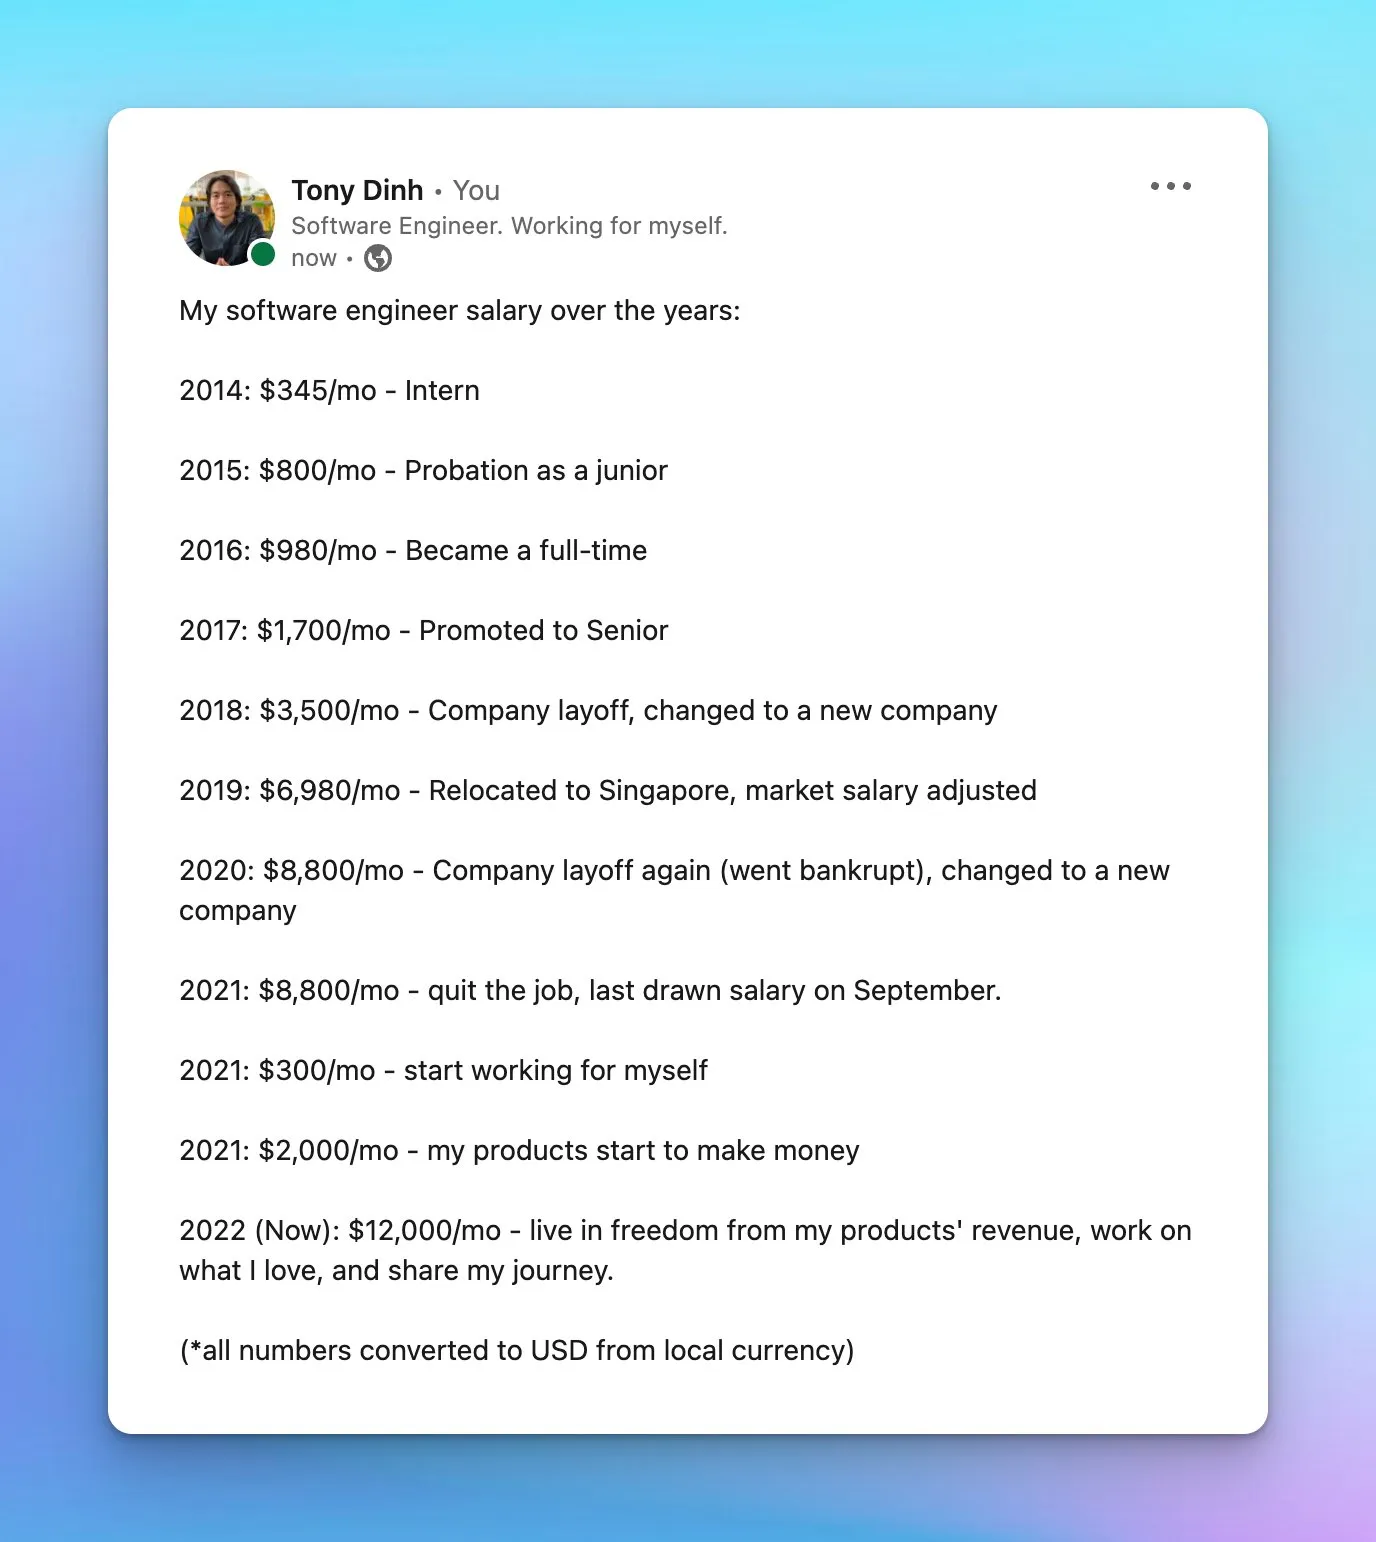 Tony Dinh • You
Software Engineer. Working for myself.
now •
My software engineer salary over the years:
2014: $345/mo - Intern
2015: $800/mo - Probation as a junior
2016: $980/mo - Became a full-time
2017: $1,700/mo - Promoted to Senior
2018: $3,500/mo - Company layoff, changed to a new company
2019: $6,980/mo - Relocated to Singapore, market salary adjusted
2020: $8,800/mo - Company layoff again (went bankrupt), changed to a new
company
2021: $8,800/mo - quit the job, last drawn salary on September.
2021: $300/mo - start working for myself
2021: $2,000/mo - my products start to make money
2022 (Now): $12,000/mo - live in freedom from my products' revenue, work on
what I love, and share my journey.
(*all numbers converted to USD from local currency)